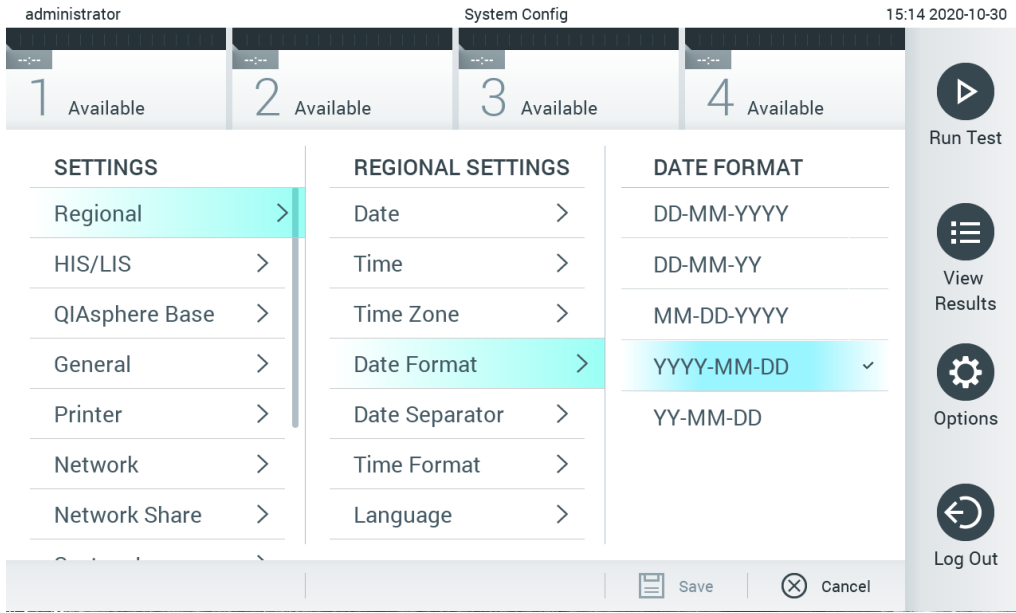 administrator System Config 15:14 2020-10-30
--:-- --:-- --:-- --:--
1 Available 2 Available 3 Available 4 Available
Run Test
View
Results
Options
Log Out
SETTINGS
Regional
HIS/LIS
QIAsphere Base
General
Printer
Network
Network Share
REGIONAL SETTINGS
Date
Time
Time Zone
Date Format
Date Separator
Time Format
Language
DATE FORMAT
DD-MM-YYYY
DD-MM-YY
MM-DD-YYYY
YYYY-MM-DD
YY-MM-DD
Save Cancel